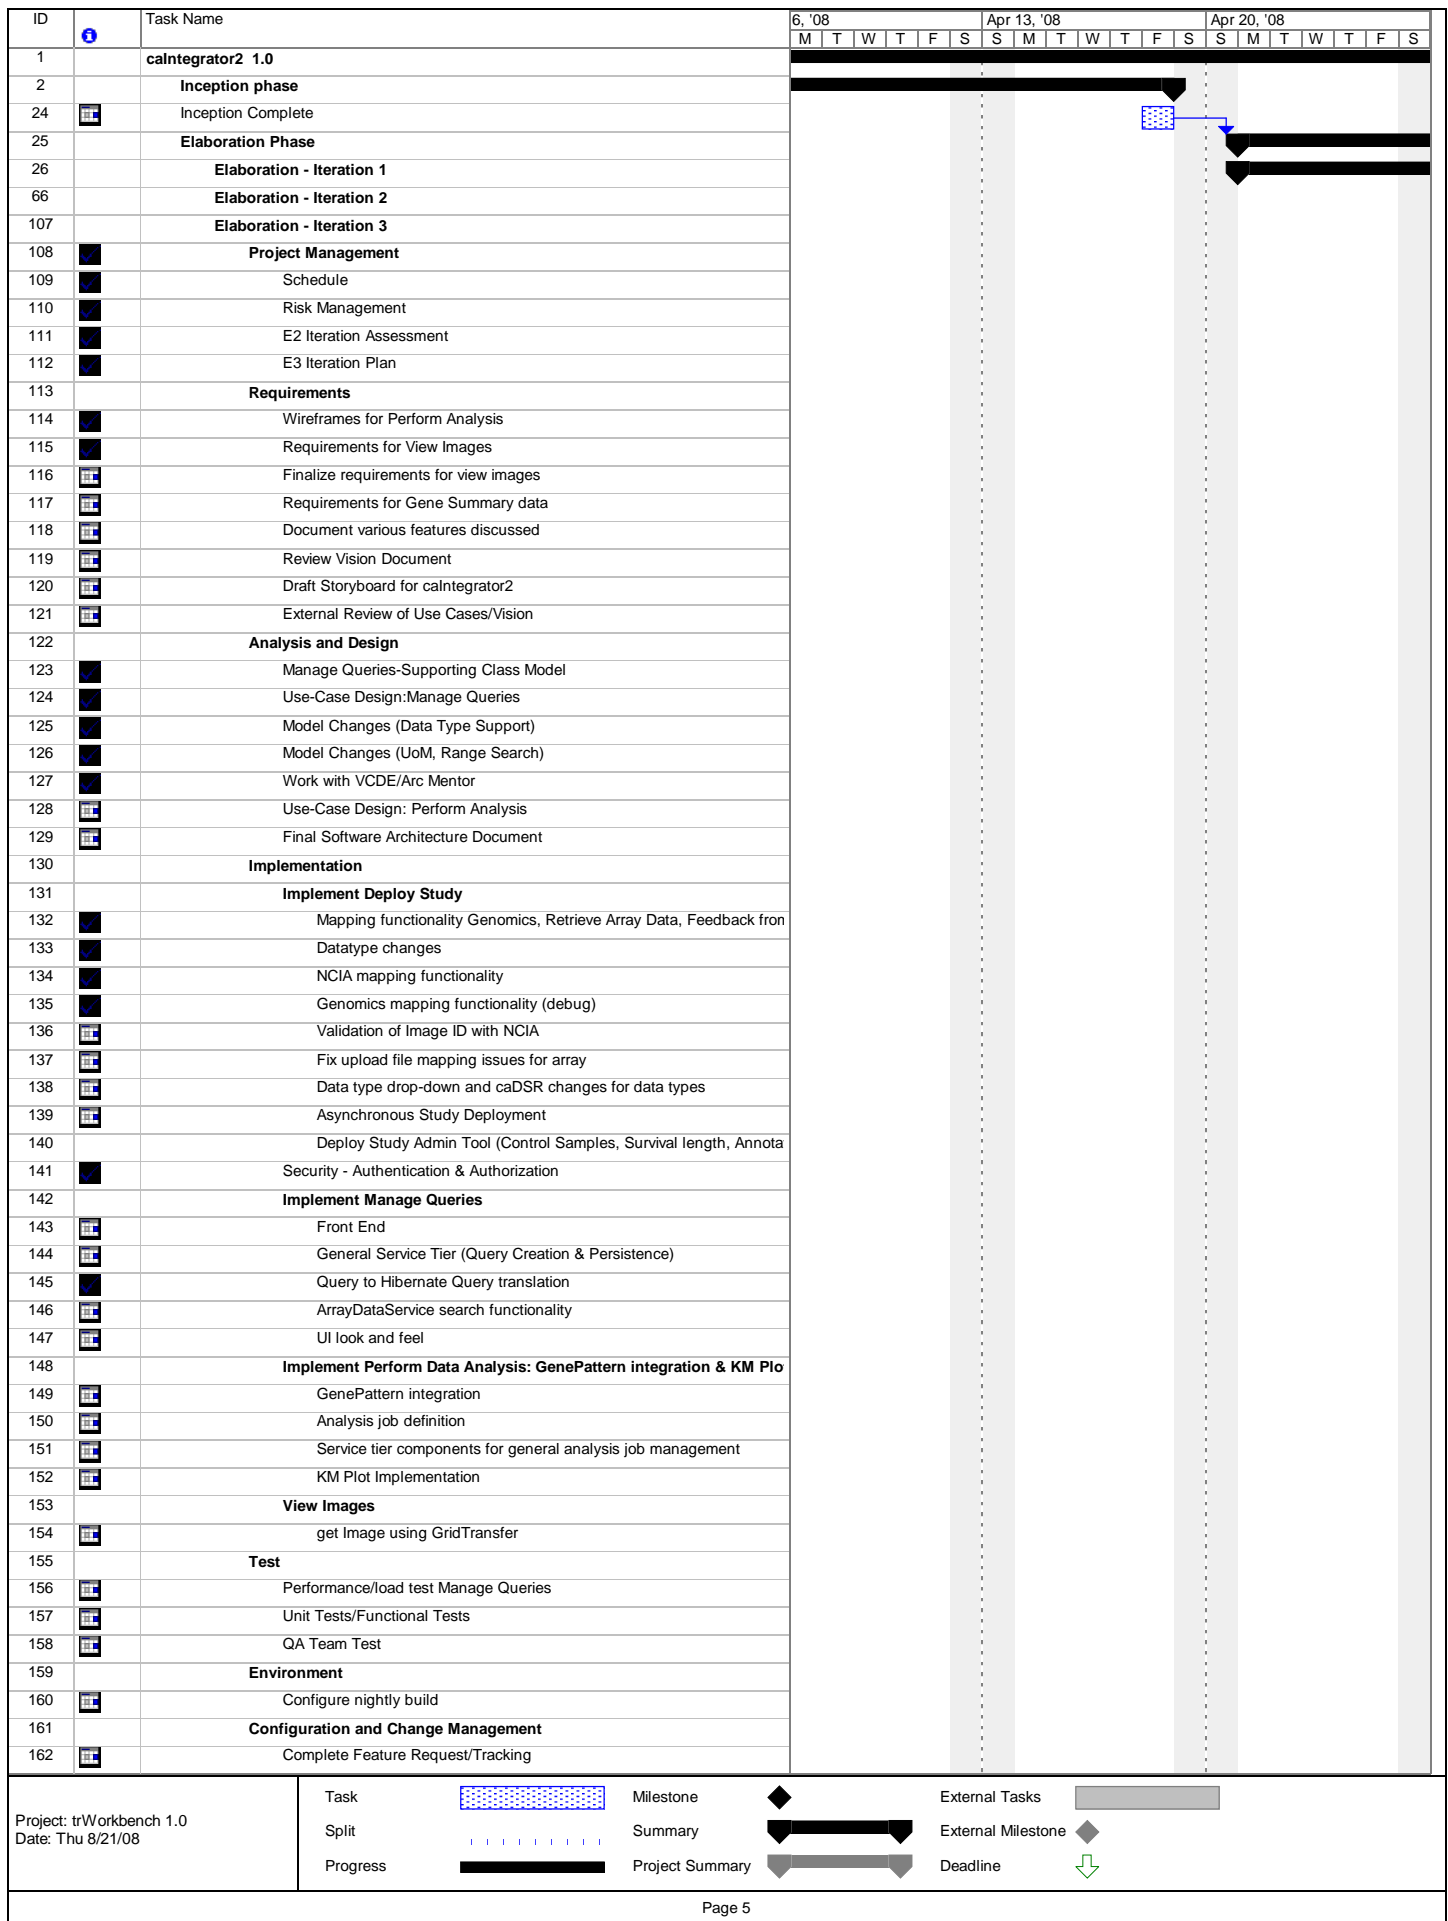 ID Task Name 6, '08 Apr 13, '08 Apr 20, '08
M T W T F S S M T W T F S S M T W T F S
1 caIntegrator2 1.0
2 Inception phase
24 Inception Complete
25 Elaboration Phase
26 Elaboration - Iteration 1
66 Elaboration - Iteration 2
107 Elaboration - Iteration 3
108 Project Management
109 Schedule
110 Risk Management
111 E2 Iteration Assessment
112 E3 Iteration Plan
113 Requirements
114 Wireframes for Perform Analysis
115 Requirements for View Images
116 Finalize requirements for view images
117 Requirements for Gene Summary data
118 Document various features discussed
119 Review Vision Document
120 Draft Storyboard for caIntegrator2
121 External Review of Use Cases/Vision
122 Analysis and Design
123 Manage Queries-Supporting Class Model
124 Use-Case Design:Manage Queries
125 Model Changes (Data Type Support)
126 Model Changes (UoM, Range Search)
127 Work with VCDE/Arc Mentor
128 Use-Case Design: Perform Analysis
129 Final Software Architecture Document
130 Implementation
131 Implement Deploy Study
132 Mapping functionality Genomics, Retrieve Array Data, Feedback from
133 Datatype changes
134 NCIA mapping functionality
135 Genomics mapping functionality (debug)
136 Validation of Image ID with NCIA
137 Fix upload file mapping issues for array
138 Data type drop-down and caDSR changes for data types
139 Asynchronous Study Deployment
140 Deploy Study Admin Tool (Control Samples, Survival length, Annota
141 Security - Authentication & Authorization
142 Implement Manage Queries
143 Front End
144 General Service Tier (Query Creation & Persistence)
145 Query to Hibernate Query translation
146 ArrayDataService search functionality
147 UI look and feel
148 Implement Perform Data Analysis: GenePattern integration & KM Plo
149 GenePattern integration
150 Analysis job definition
151 Service tier components for general analysis job management
152 KM Plot Implementation
153 View Images
154 get Image using GridTransfer
155 Test
156 Performance/load test Manage Queries
157 Unit Tests/Functional Tests
158 QA Team Test
159 Environment
160 Configure nightly build
161 Configuration and Change Management
162 Complete Feature Request/Tracking
Project: trWorkbench 1.0
Date: Thu 8/21/08
Task Milestone External Tasks
Split Summary External Milestone
Progress Project Summary Deadline
Page 5